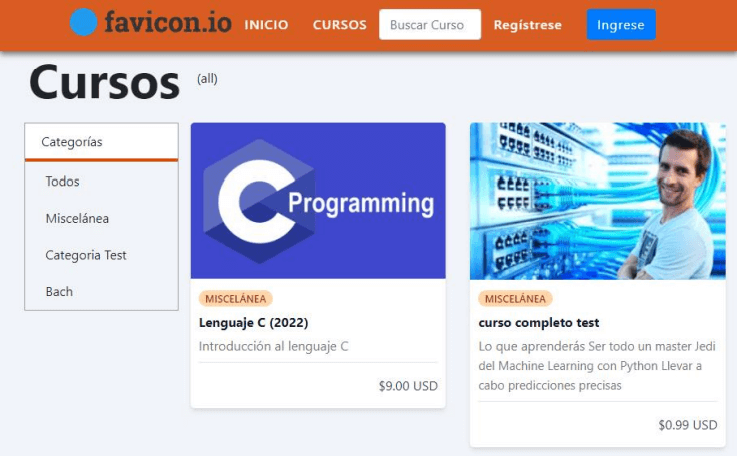 favicon.io INICIO CURSOS Buscar Curso Regístrese Ingrese
Cursos (all)
Categorías
Todos
Miscelánea
Categoria Test
Bach
C Programming
MISCELÁNEA
Lenguaje C (2022)
Introducción al lenguaje C
$9.00 USD
MISCELÁNEA
curso completo test
Lo que aprenderás Ser todo un master Jedi
del Machine Learning con Python Llevar a
cabo predicciones precisas
$0.99 USD